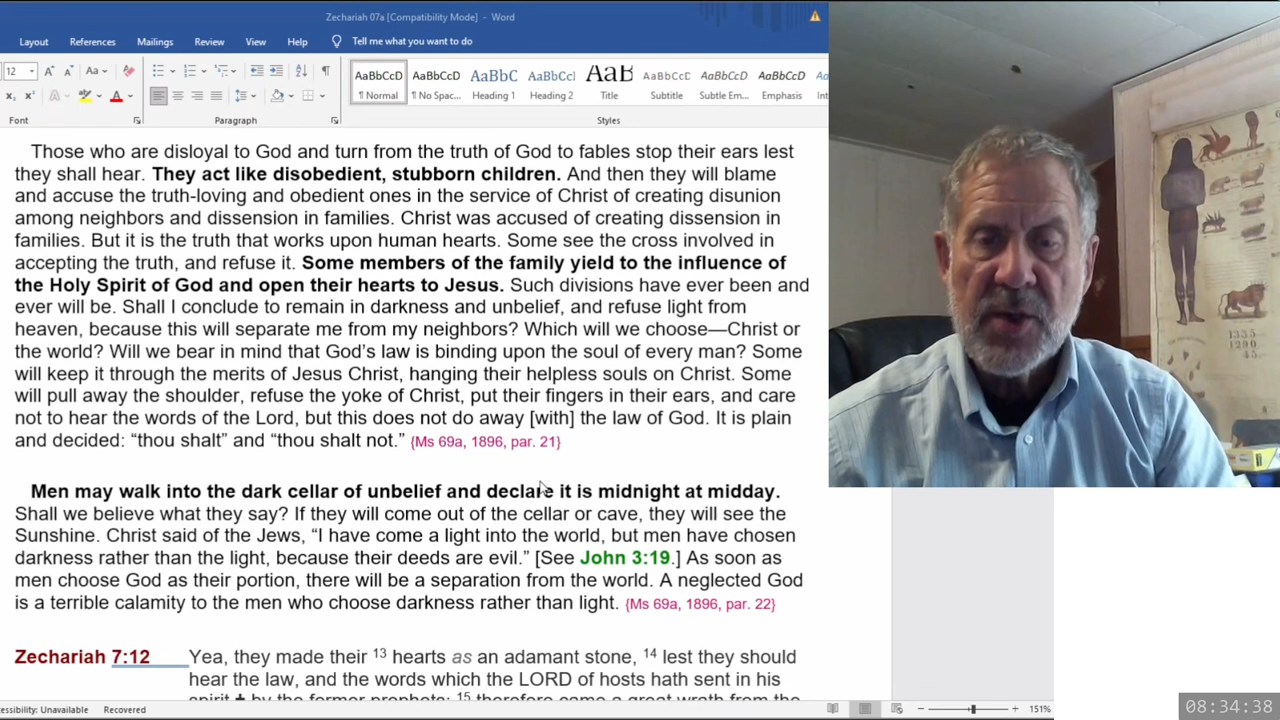 Zechariah 07a [Compatibility Mode] - Word
Layout References Mailings Review View Help Tell me what you want to do
12 Aa
AaBbCcD AaBbCcD AaBbC AaBbCcl AaB AaBbCcD AaBbCcD AaBbCcD
¶ Normal ¶ No Spac... Heading 1 Heading 2 Title Subtitle Subtle Em... Emphasis
Font Paragraph Styles
Those who are disloyal to God and turn from the truth of God to fables stop their ears lest
they shall hear. They act like disobedient, stubborn children. And then they will blame
and accuse the truth-loving and obedient ones in the service of Christ of creating disunion
among neighbors and dissension in families. Christ was accused of creating dissension in
families. But it is the truth that works upon human hearts. Some see the cross involved in
accepting the truth, and refuse it. Some members of the family yield to the influence of
the Holy Spirit of God and open their hearts to Jesus. Such divisions have ever been and
ever will be. Shall I conclude to remain in darkness and unbelief, and refuse light from
heaven, because this will separate me from my neighbors? Which will we choose—Christ or
the world? Will we bear in mind that God's law is binding upon the soul of every man? Some
will keep it through the merits of Jesus Christ, hanging their helpless souls on Christ. Some
will pull away the shoulder, refuse the yoke of Christ, put their fingers in their ears, and care
not to hear the words of the Lord, but this does not do away [with] the law of God. It is plain
and decided: “thou shalt” and “thou shalt not.” {Ms 69a, 1896, par. 21}
Men may walk into the dark cellar of unbelief and declare it is midnight at midday.
Shall we believe what they say? If they will come out of the cellar or cave, they will see the
Sunshine. Christ said of the Jews, “I have come a light into the world, but men have chosen
darkness rather than the light, because their deeds are evil.” [See John 3:19.] As soon as
men choose God as their portion, there will be a separation from the world. A neglected God
is a terrible calamity to the men who choose darkness rather than light. {Ms 69a, 1896, par. 22}
Zechariah 7:12 Yea, they made their 13 hearts as an adamant stone, 14 lest they should
hear the law, and the words which the LORD of hosts hath sent in his
spirit + by the former prophets: 15 therefore came a great wrath from the
essibility: Unavailable Recovered
151%
1335
1290
45
08:34:38